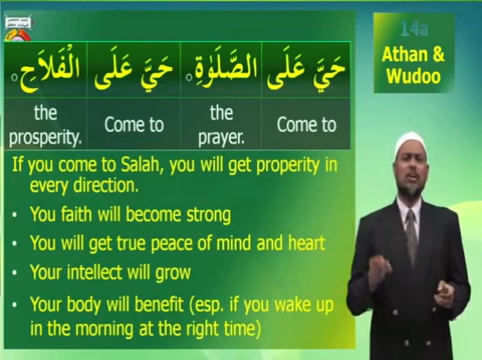 14a
Athan &
Wudoo
حَيَّ عَلَى الصَّلَوٰةِ حَيَّ عَلَى الْفَلَاحِ
the prosperity. Come to the prayer. Come to
If you come to Salah, you will get properity in
every direction.
• You faith will become strong
• You will get true peace of mind and heart
• Your intellect will grow
• Your body will benefit (esp. if you wake up
in the morning at the right time)